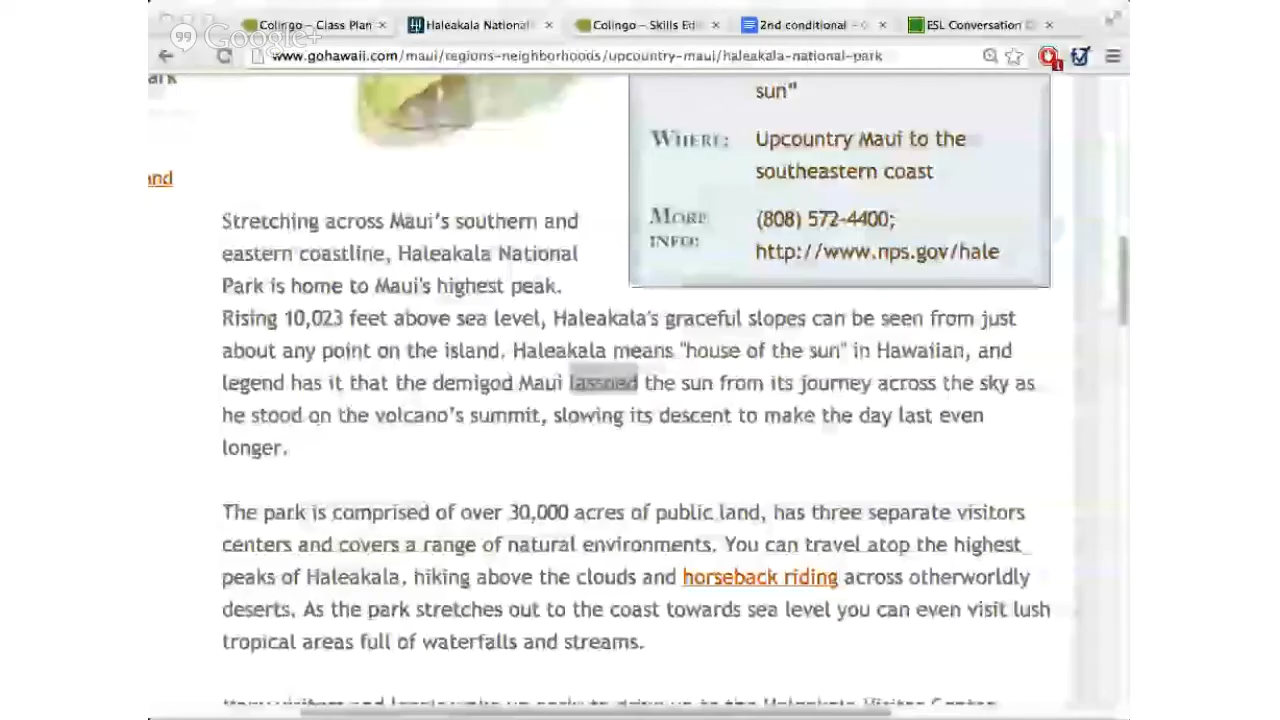 Colingo – Class Plan × Haleakala National × Colingo – Skills Ed × 2nd conditional – × ESL Conversation ×
Google+
www.gohawaii.com/maui/regions-neighborhoods/upcountry-maui/haleakala-national-park
1
ark
sun"
WHERE: Upcountry Maui to the
southeastern coast
and
MORE INFO: (808) 572-4400;
http://www.nps.gov/hale
Stretching across Maui's southern and
eastern coastline, Haleakala National
Park is home to Maui's highest peak.
Rising 10,023 feet above sea level, Haleakala's graceful slopes can be seen from just
about any point on the island. Haleakala means "house of the sun" in Hawaiian, and
legend has it that the demigod Maui lassoed the sun from its journey across the sky as
he stood on the volcano's summit, slowing its descent to make the day last even
longer.
The park is comprised of over 30,000 acres of public land, has three separate visitors
centers and covers a range of natural environments. You can travel atop the highest
peaks of Haleakala, hiking above the clouds and horseback riding across otherworldly
deserts. As the park stretches out to the coast towards sea level you can even visit lush
tropical areas full of waterfalls and streams.